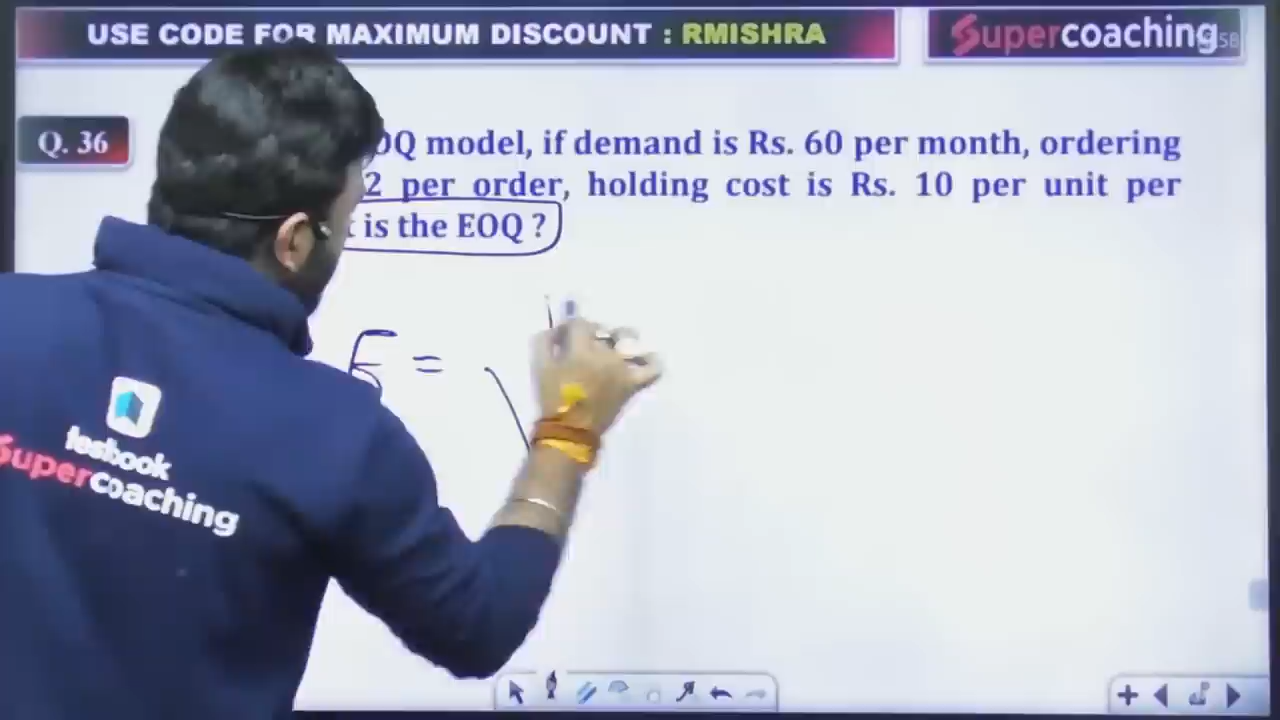 USE CODE FOR MAXIMUM DISCOUNT : RMISHRA
Supercoaching
Q. 36
OQ model, if demand is Rs. 60 per month, ordering
2 per order, holding cost is Rs. 10 per unit per
t is the EOQ ?
E =
testbook
Supercoaching